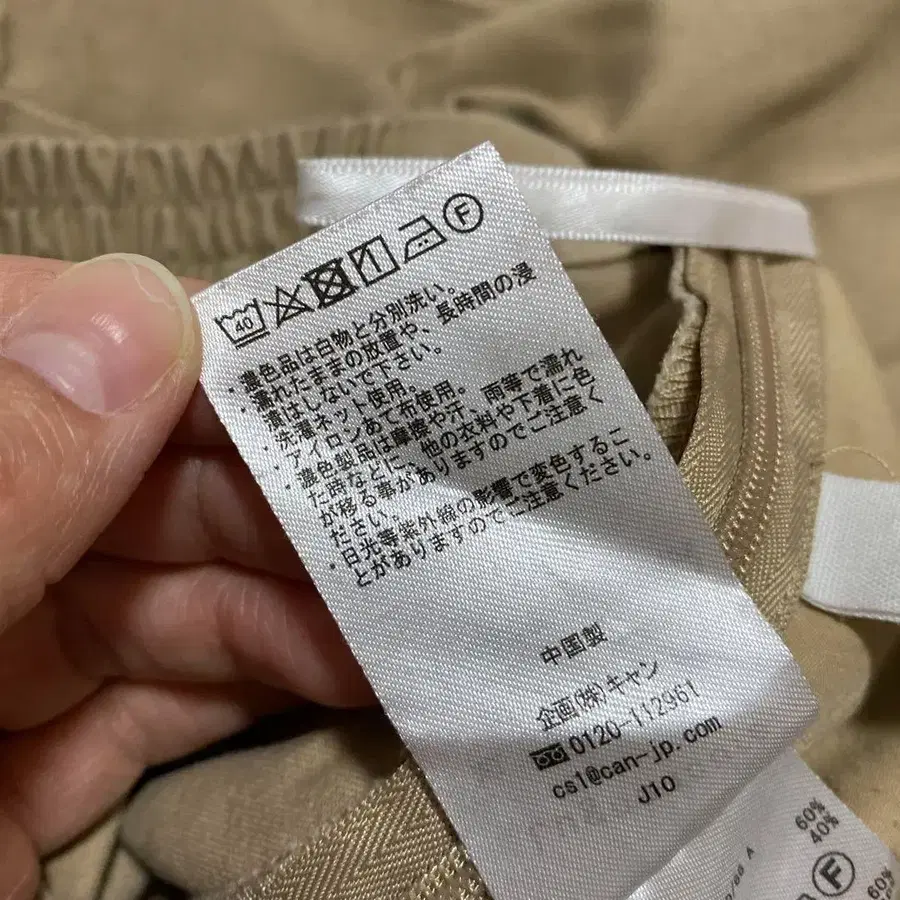 40 F
・濃色品は白物と分別洗い。
・濡れたままの放置や、長時間の浸
漬はしないで下さい。
・洗濯ネット使用。
・アイロンあて布使用。
・濃色製品は摩擦や汗、雨等で濡れ
た時などに、他の衣料や下着に色
が移る事がありますのでご注意く
ださい。
・日光等紫外線の影響で変色するこ
とがありますのでご注意ください。
中国製
企画(株)キャン
0120-112961
cs1@can-jp.com
J10
60%
40%
A
F
60%